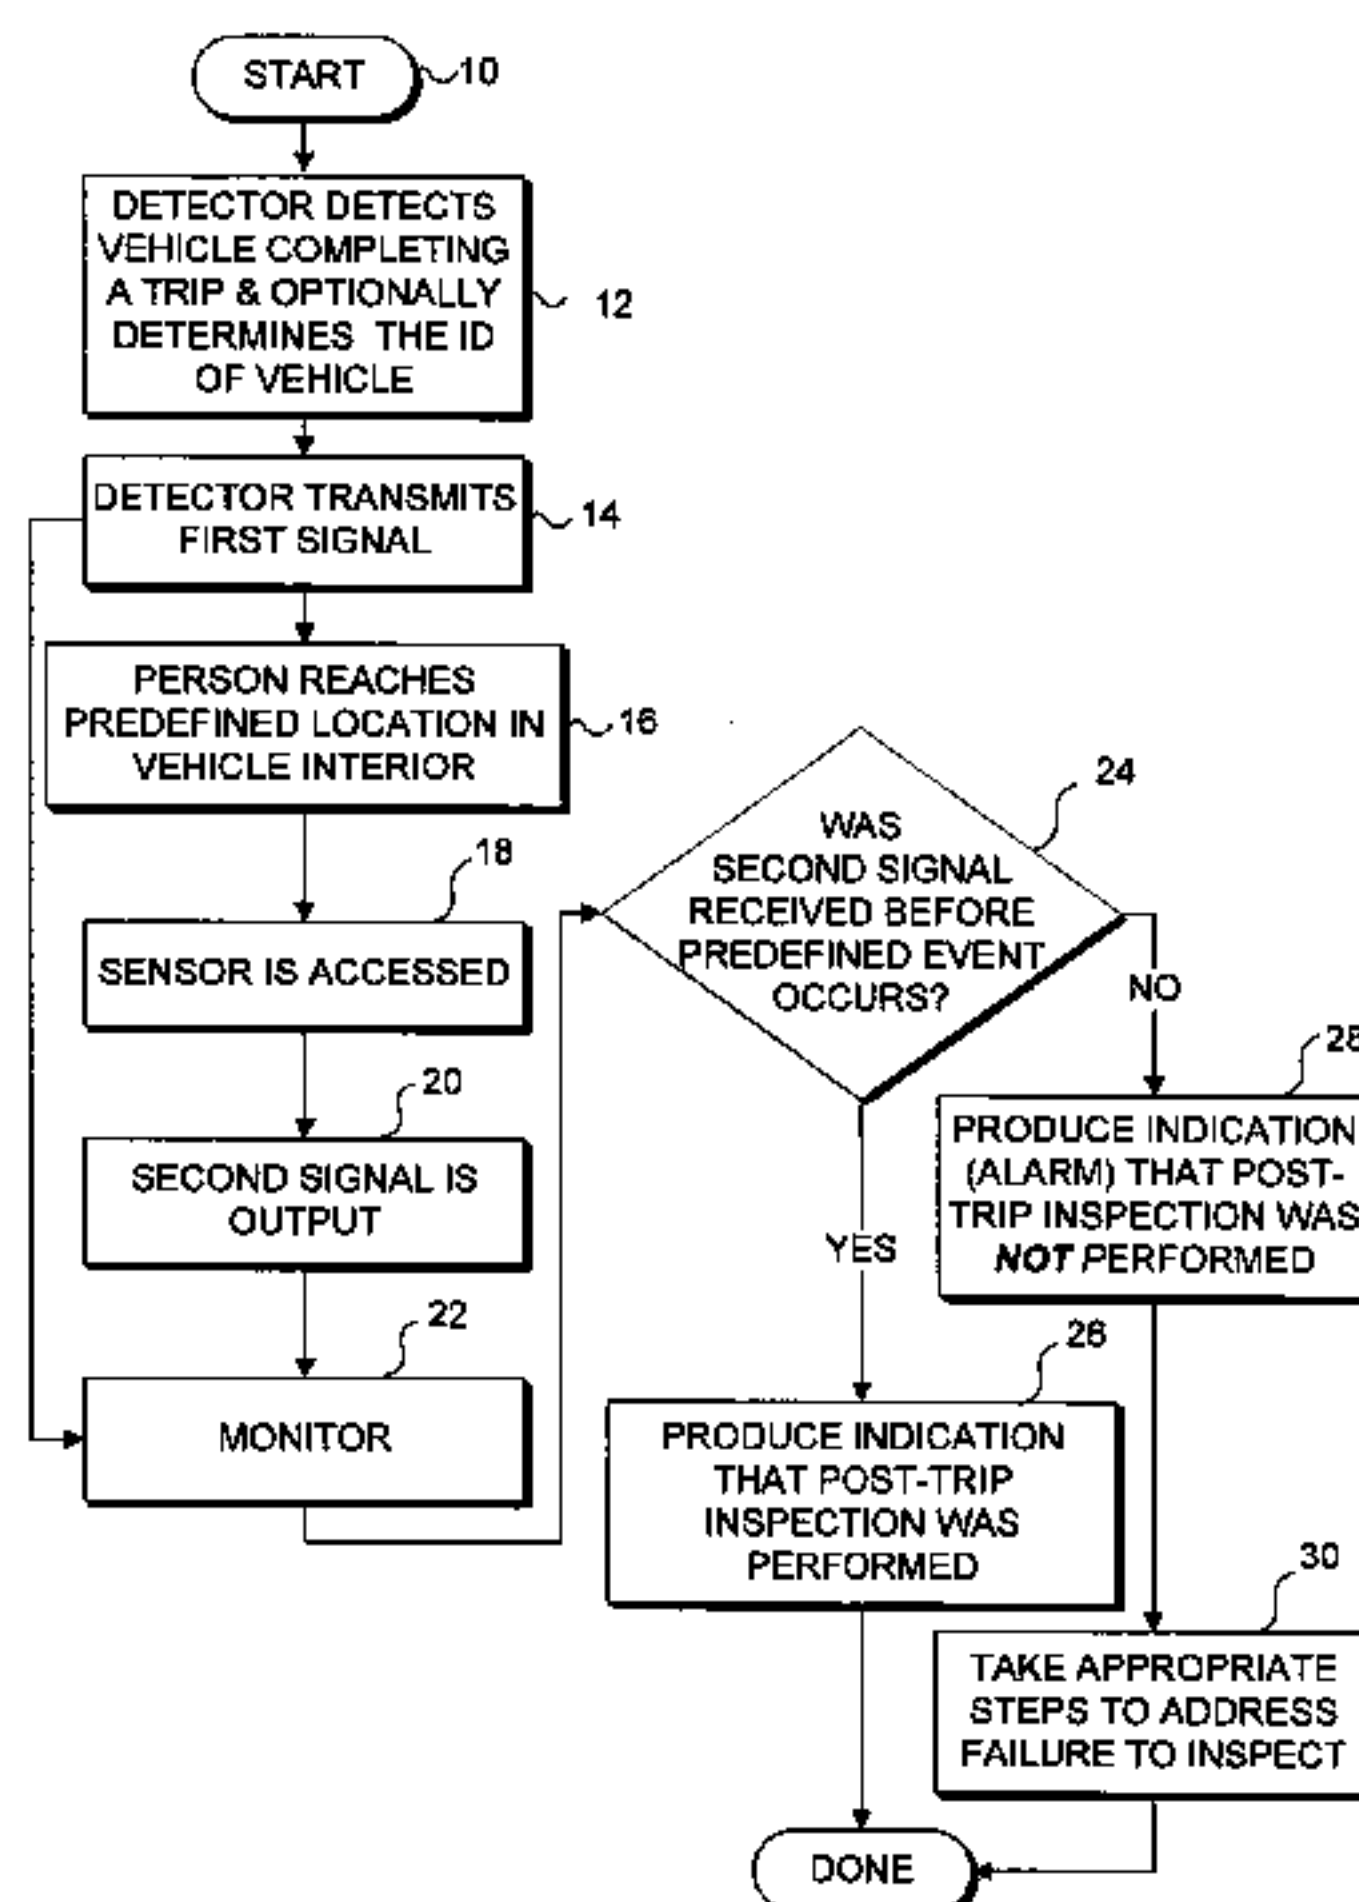 START
10
DETECTOR DETECTS
VEHICLE COMPLETING
A TRIP & OPTIONALLY
DETERMINES THE ID
OF VEHICLE
12
DETECTOR TRANSMITS
FIRST SIGNAL
14
PERSON REACHES
PREDEFINED LOCATION IN
VEHICLE INTERIOR
16
18
SENSOR IS ACCESSED
20
SECOND SIGNAL IS
OUTPUT
22
MONITOR
24
WAS
SECOND SIGNAL
RECEIVED BEFORE
PREDEFINED EVENT
OCCURS?
NO
28
PRODUCE INDICATION
(ALARM) THAT POST-
TRIP INSPECTION WAS
NOT PERFORMED
YES
26
PRODUCE INDICATION
THAT POST-TRIP
INSPECTION WAS
PERFORMED
30
TAKE APPROPRIATE
STEPS TO ADDRESS
FAILURE TO INSPECT
DONE